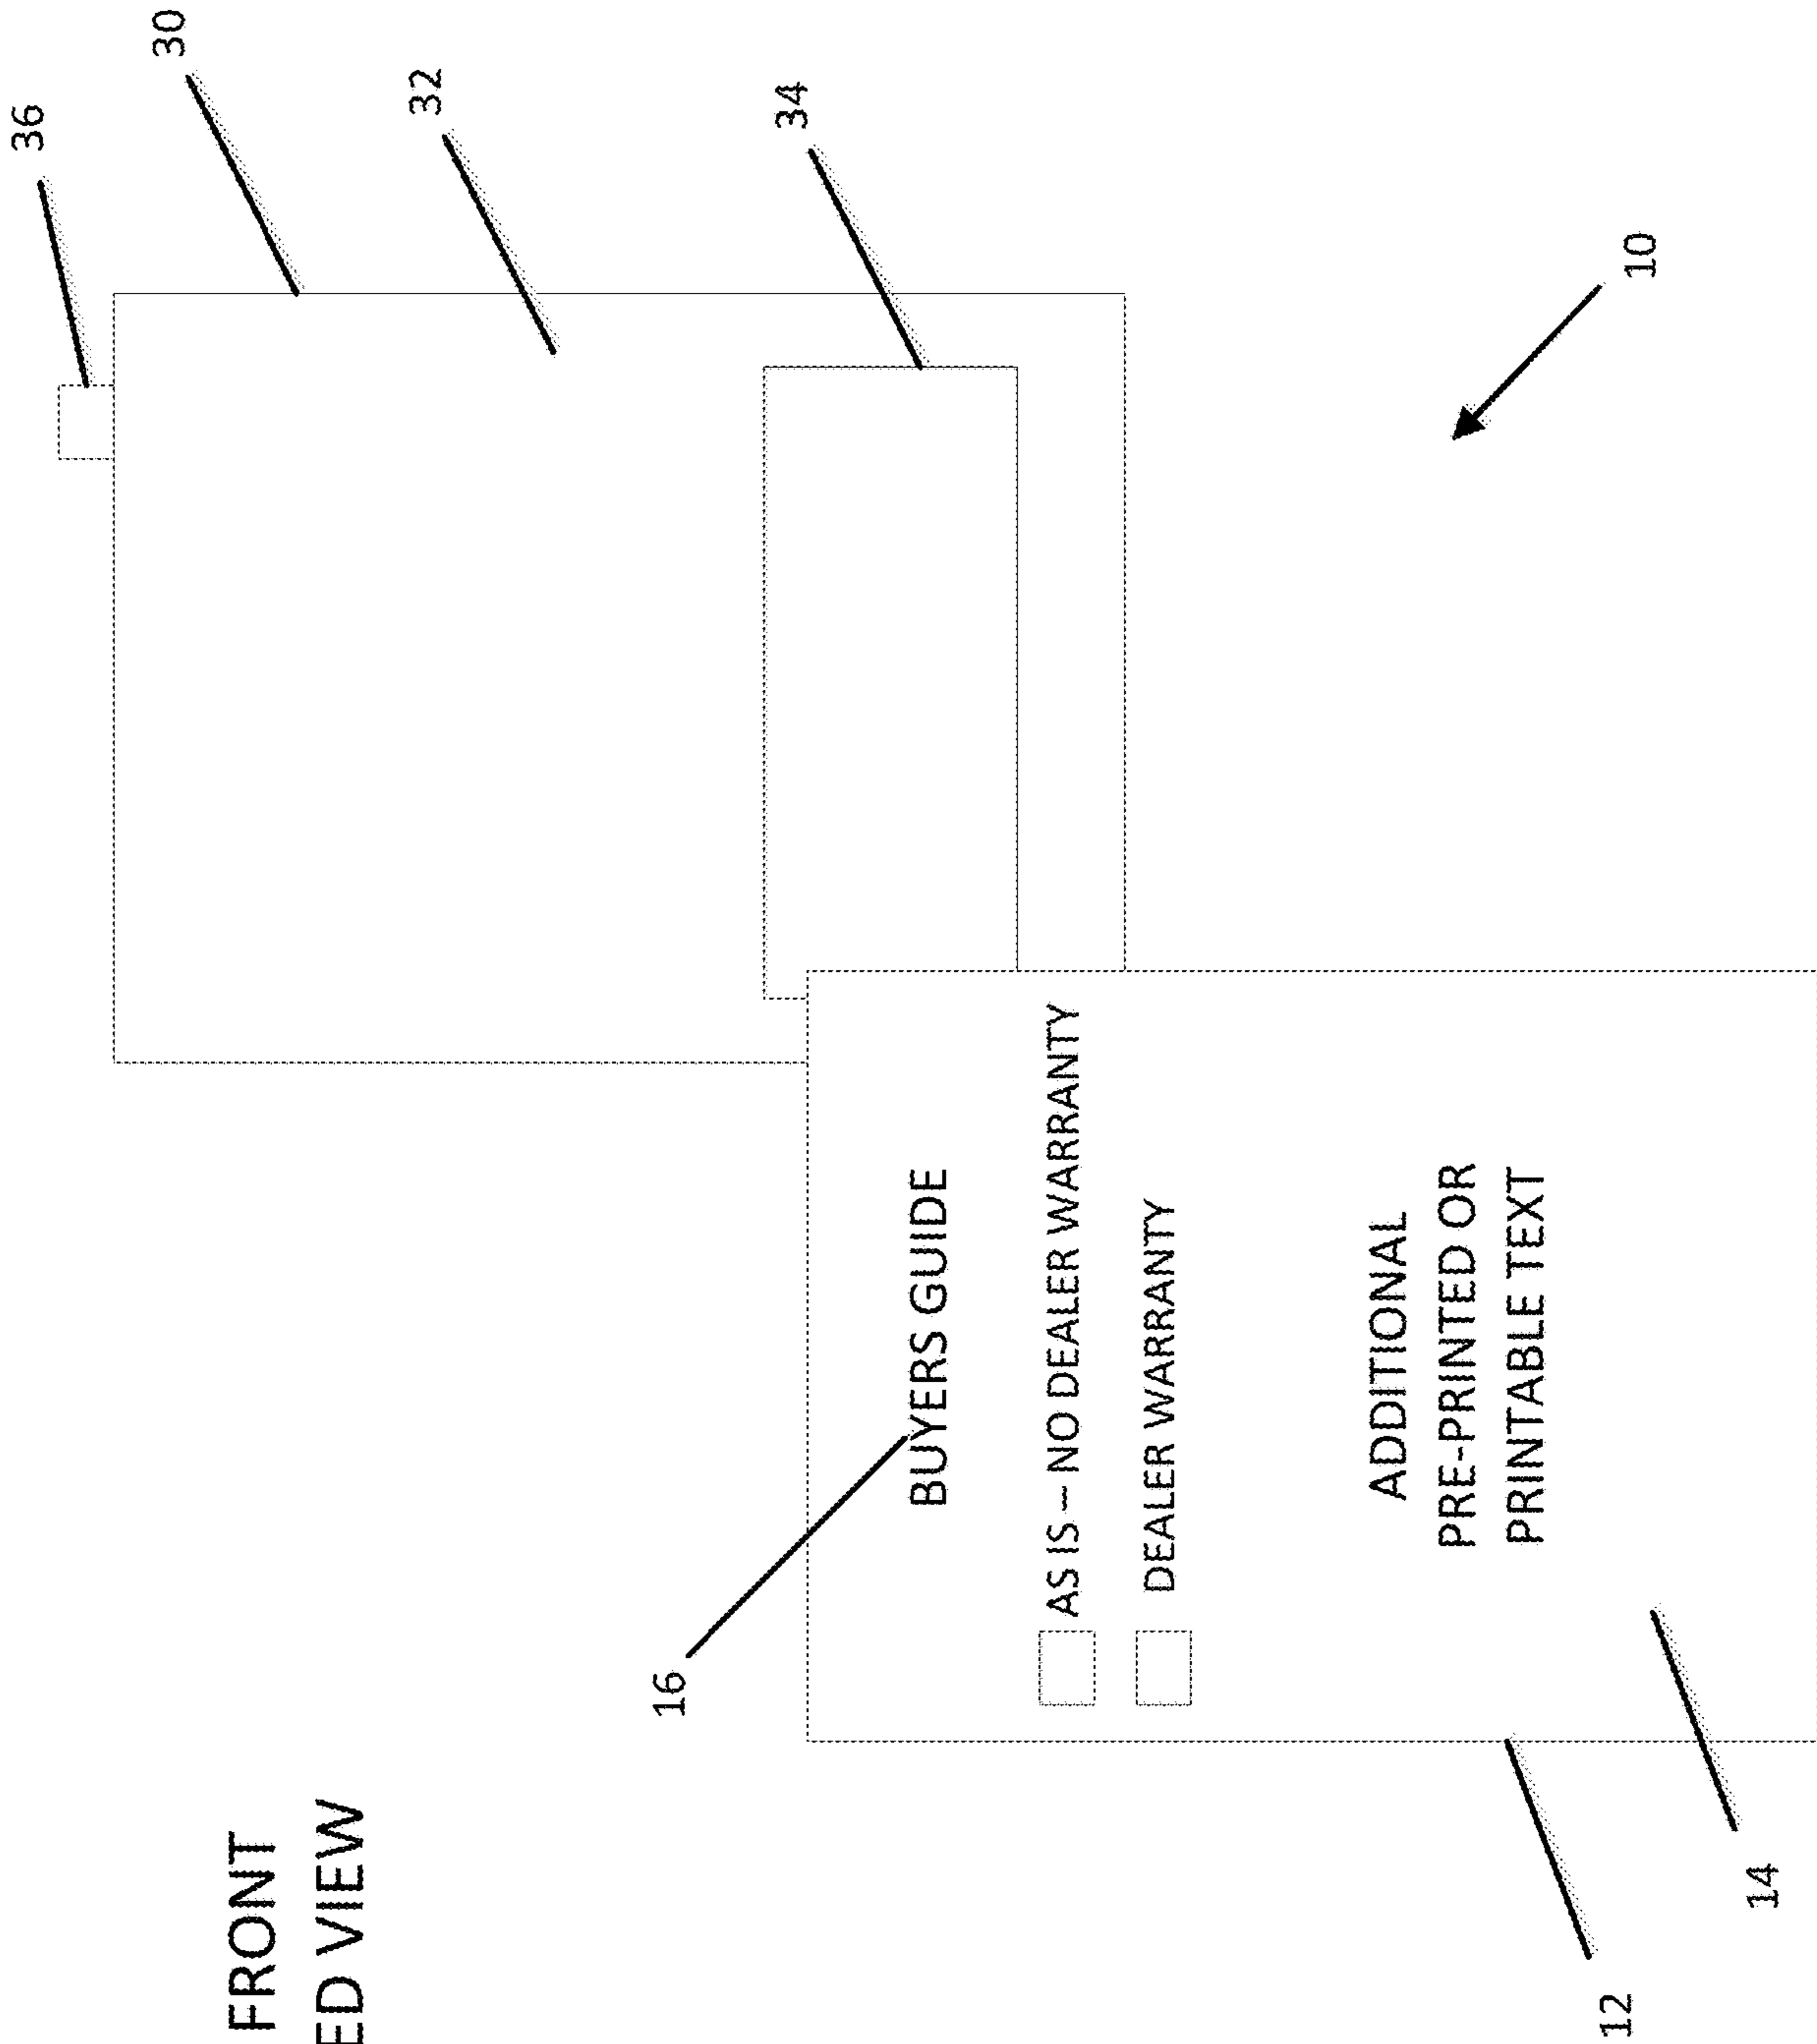 FRONT
ED VIEW
36
30
32
34
16
BUYERS GUIDE
AS IS – NO DEALER WARRANTY
DEALER WARRANTY
ADDITIONAL
PRE-PRINTED OR
PRINTABLE TEXT
10
12
14